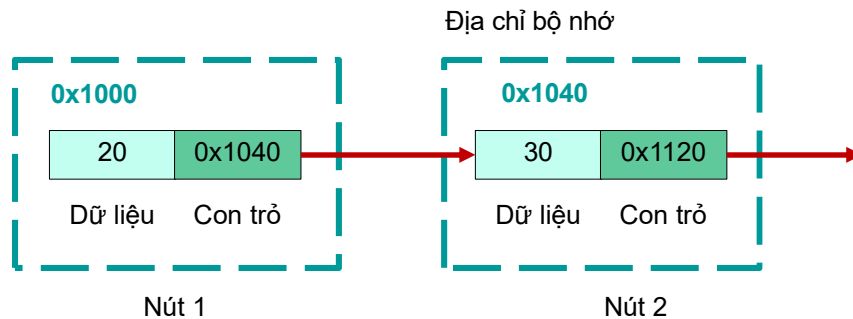 Địa chỉ bộ nhớ
0x1000
0x1040
20 0x1040
30 0x1120
Dữ liệu Con trỏ
Dữ liệu Con trỏ
Nút 1
Nút 2